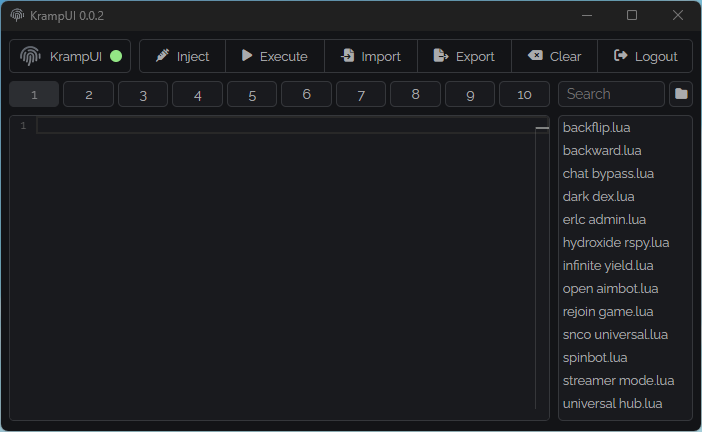 KrampUI 0.0.2
KrampUI Inject Execute Import Export Clear Logout
1 2 3 4 5 6 7 8 9 10 Search
1
backflip.lua
backward.lua
chat bypass.lua
dark dex.lua
erlc admin.lua
hydroxide rspy.lua
infinite yield.lua
open aimbot.lua
rejoin game.lua
snco universal.lua
spinbot.lua
streamer mode.lua
universal hub.lua